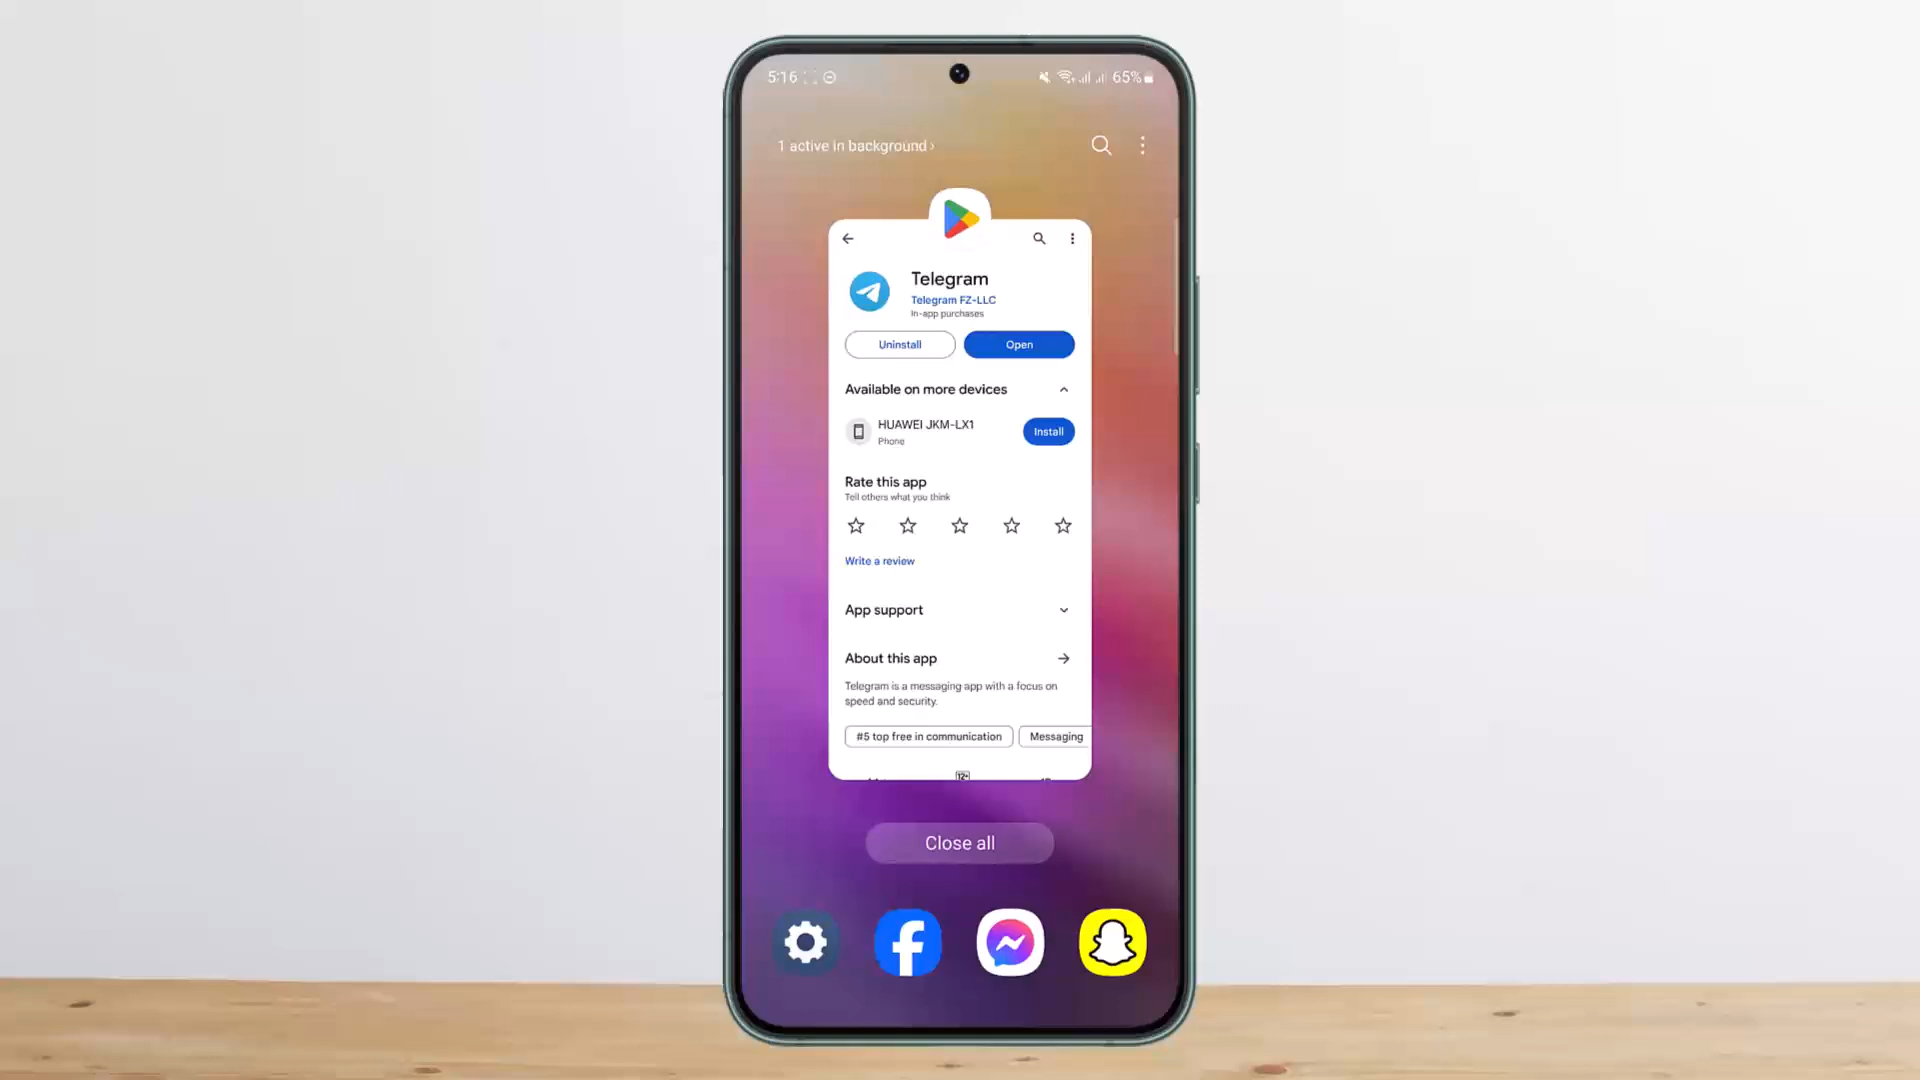 5:16
65%
1 active in background ›
Telegram
Telegram FZ-LLC
In-app purchases
Uninstall
Open
Available on more devices
HUAWEI JKM-LX1
Phone
Install
Rate this app
Tell others what you think
Write a review
App support
About this app
Telegram is a messaging app with a focus on
speed and security.
#5 top free in communication
Messaging
12+
Close all